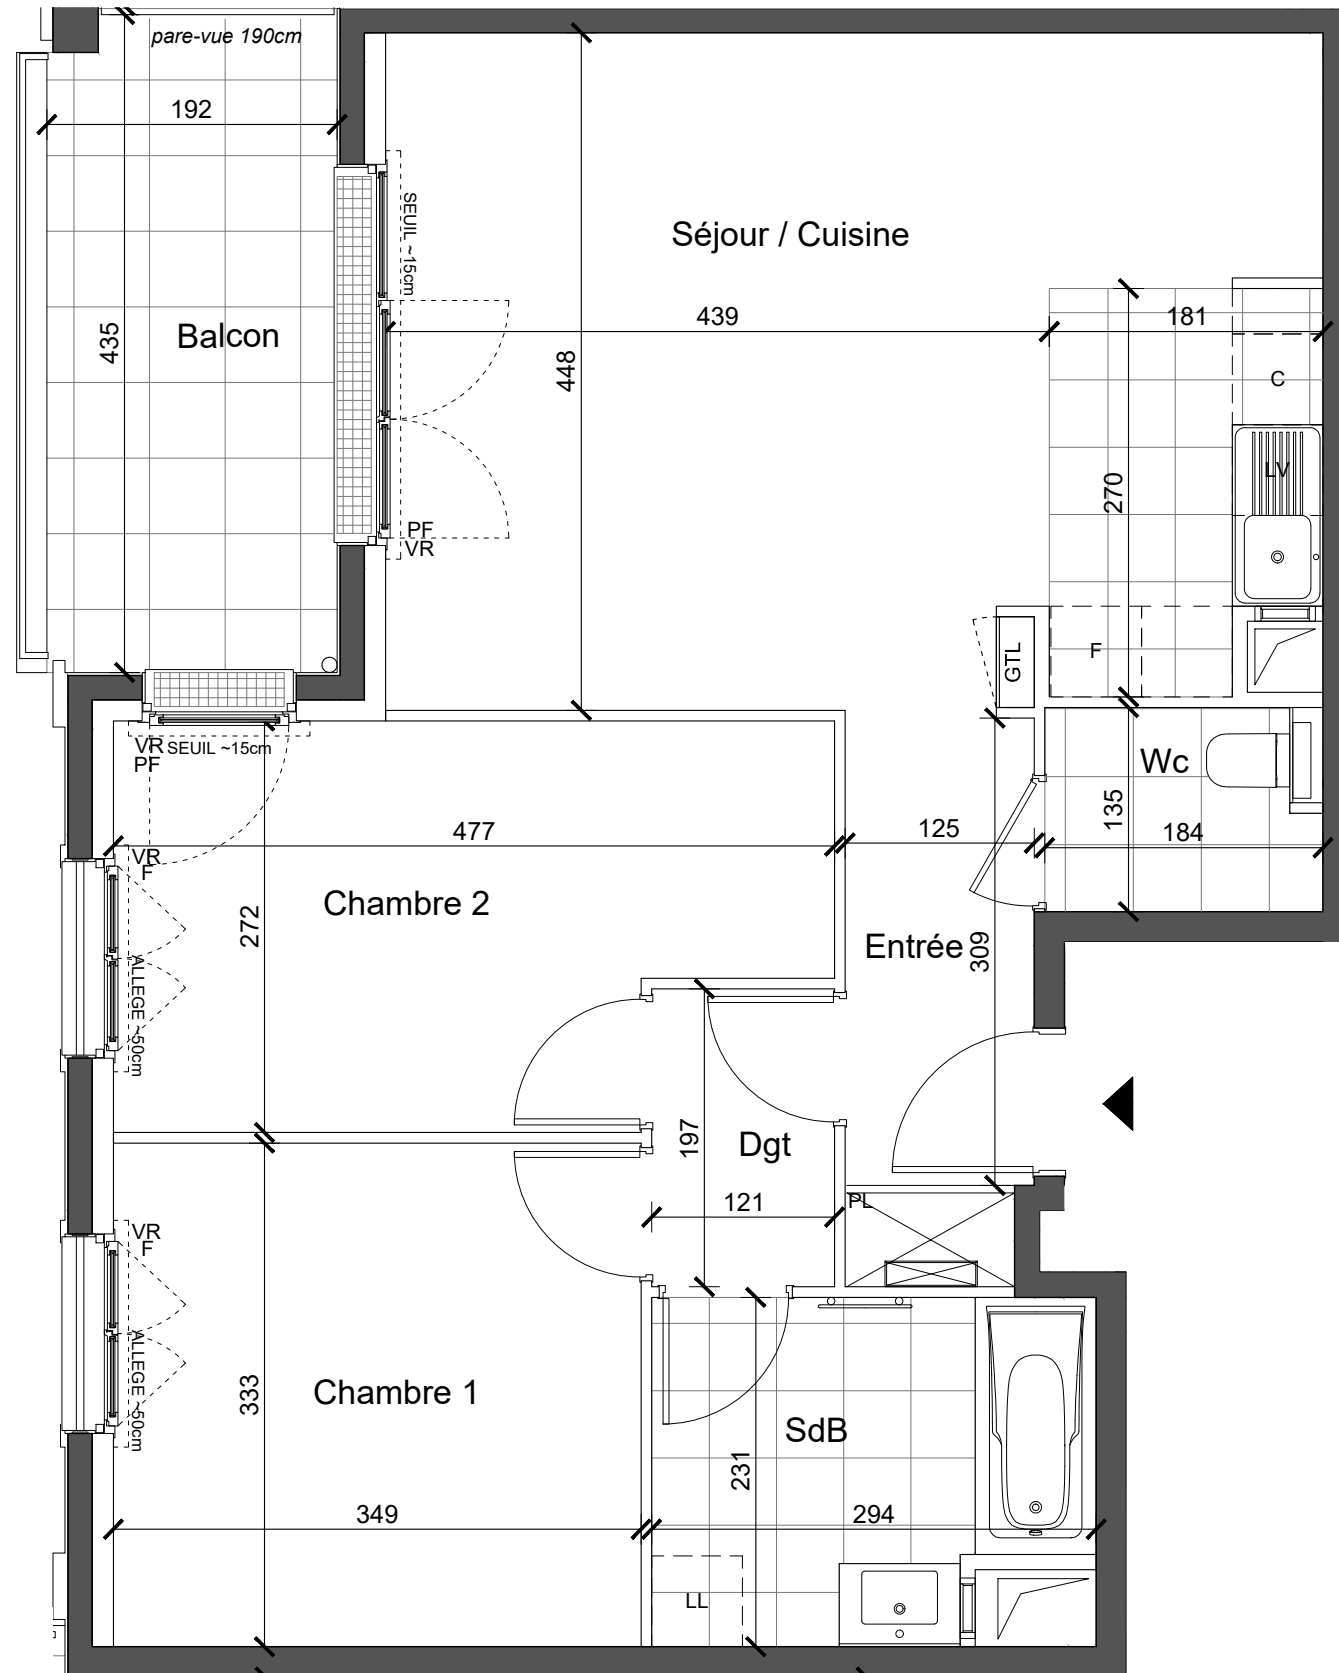 pare-vue 190cm
192
SEUIL ~15cm
Séjour / Cuisine
435
Balcon
448
439
181
C
LV
270
PF
VR
GTL
F
VR
PF
SEUIL ~15cm
Wc
477
125
135
184
VR
F
Chambre 2
272
Entrée
309
ALLEGE ~50cm
197
Dgt
121
PL
VR
F
ALLEGE ~50cm
333
Chambre 1
SdB
231
349
294
LL